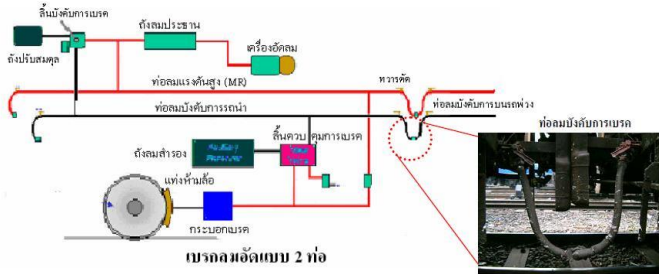 ลิ้นบังคับการเบรค
ถังลมประธาน
เครื่องอัดลม
ถังปรับสมดุล
ท่อลมแรงดันสูง (MR)
ทวารตัด
ท่อลมบังคับการรถนำ
ท่อลมบังคับการบนรถพ่วง
ท่อลมบังคับการเบรค
ลิ้นควบคุมการเบรค
ถังลมสำรอง
แท่งห้ามล้อ
กระบอกเบรค
เบรกลมอัดแบบ 2 ท่อ